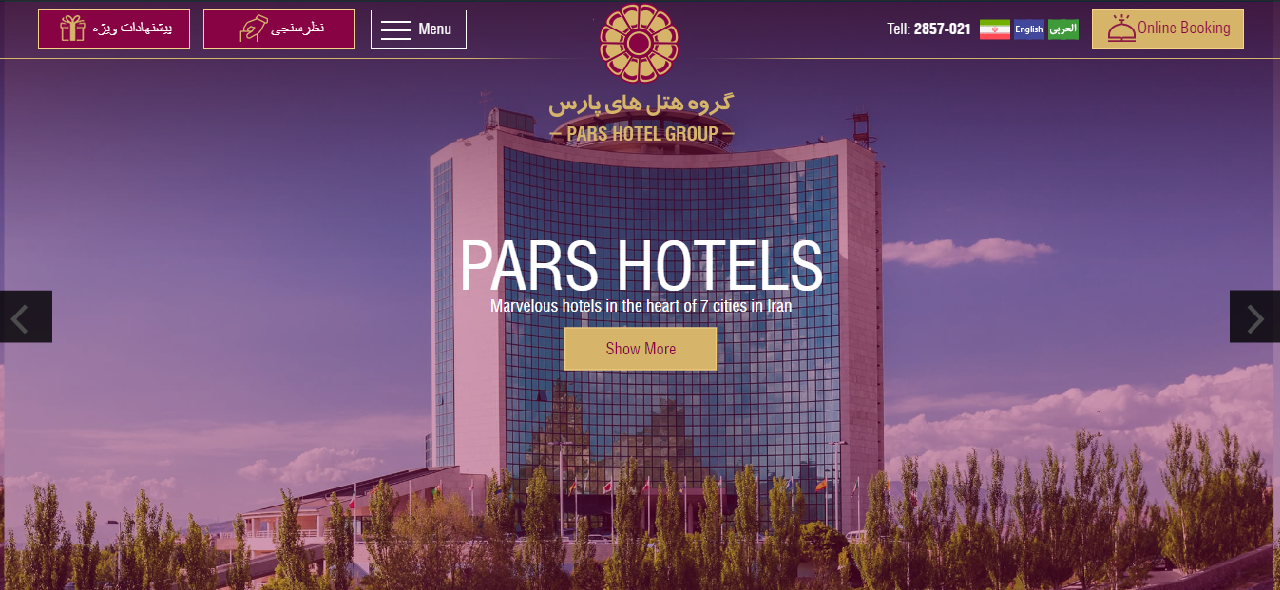 پیشنهادات ویژه
نظرسنجی
Menu
Tell: 2857-021
English
العربی
Online Booking
گروه هتل های پارس
PARS HOTEL GROUP
PARS HOTELS
Marvelous hotels in the heart of 7 cities in Iran
Show More